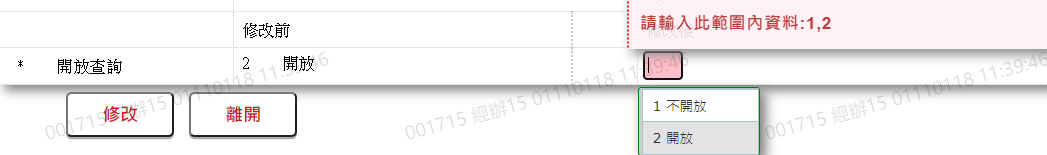 請輸入此範圍內資料:1,2
修改前 修改後
* 開放查詢 2 開放
1 不開放
2 開放
修改 離開
001715 經辦15 01110118 11:39:46
001715 經辦15 01110118 11:39:46
001715 經辦15 01110118 11:39:46